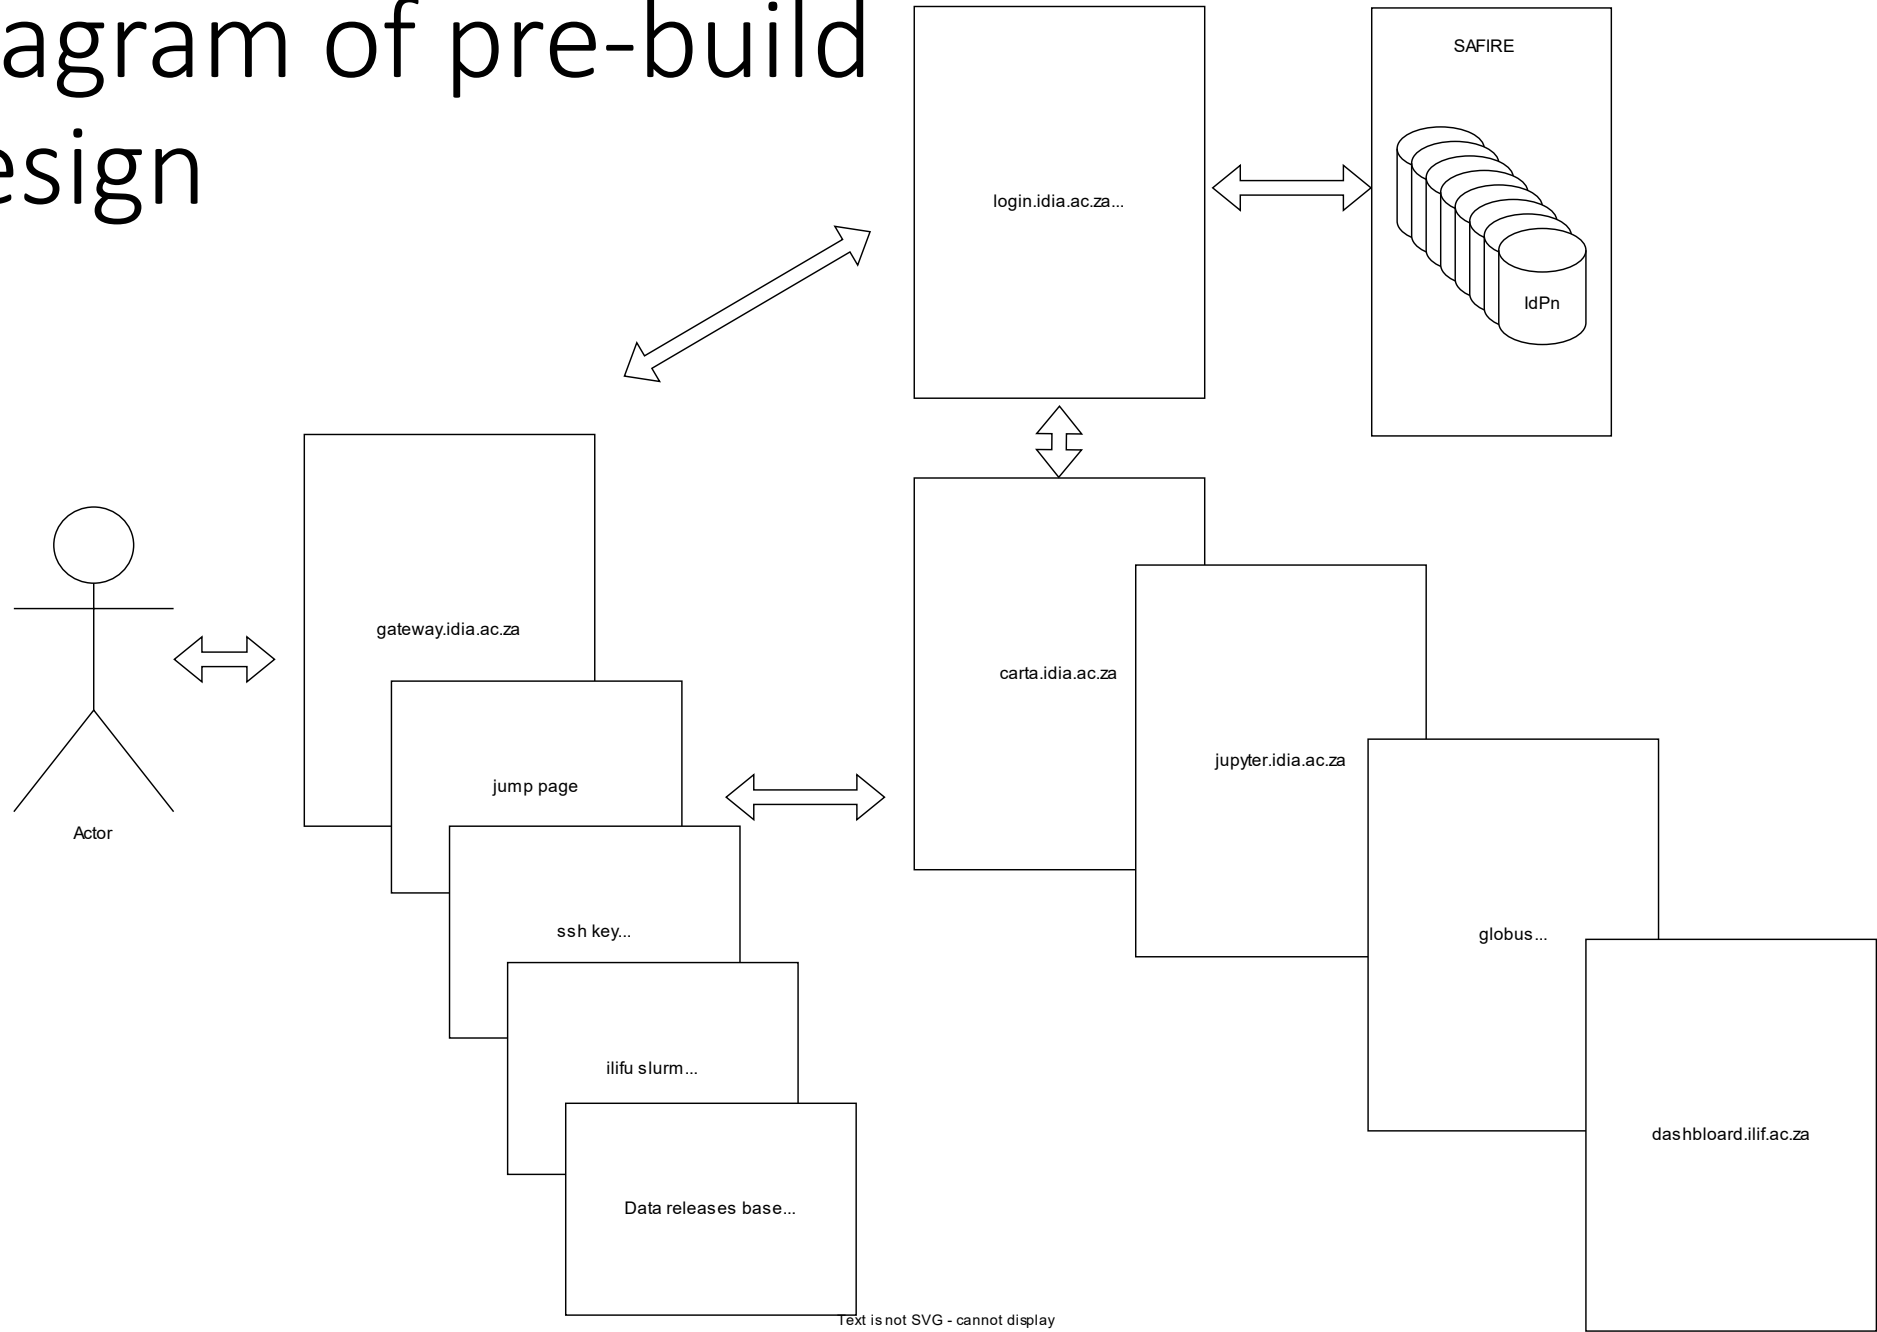 agram of pre-build
esign
SAFIRE
login.idia.ac.za...
IdPn
gateway.idia.ac.za
carta.idia.ac.za
jupyter.idia.ac.za
jump page
Actor
ssh key...
globus...
ilifu slurm...
dashbloard.ilif.ac.za
Data releases base...
Text is not SVG - cannot display